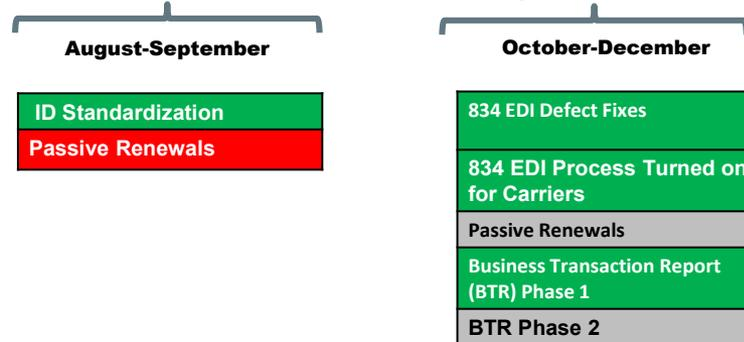 August-September
ID Standardization
Passive Renewals
October-December
834 EDI Defect Fixes
834 EDI Process Turned on
for Carriers
Passive Renewals
Business Transaction Report
(BTR) Phase 1
BTR Phase 2